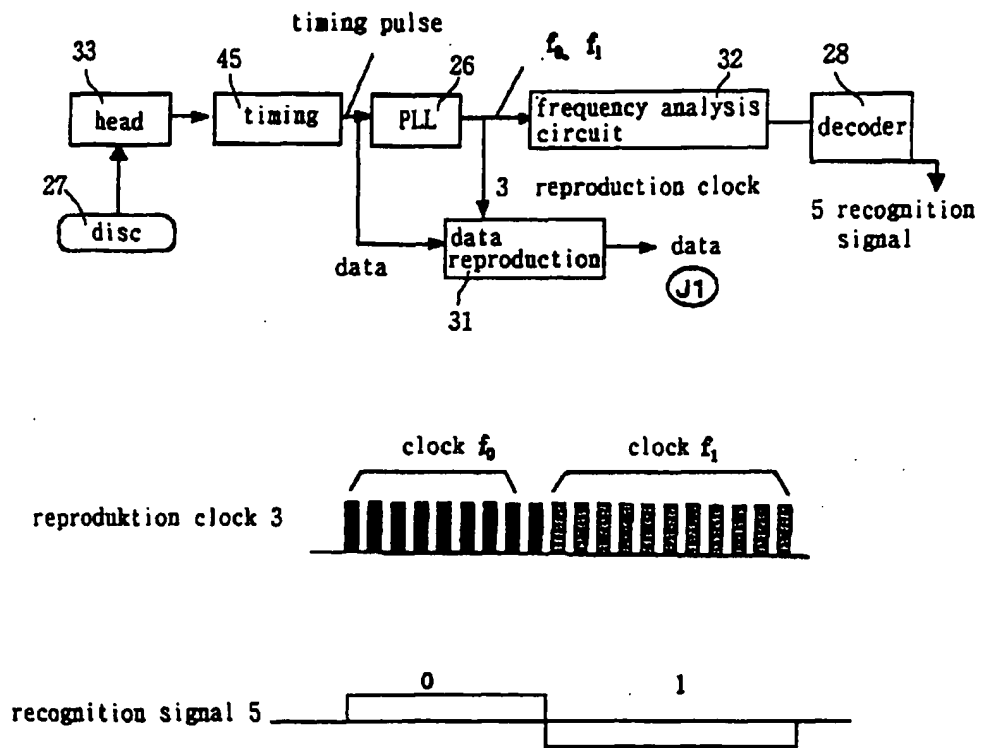 timing pulse
33
45
26
f₀, f₁
32
28
head
timing
PLL
frequency analysis
circuit
decoder
27
3 reproduction clock
disc
data
data
reproduction
data
5 recognition
signal
31
J1
clock f₀
clock f₁
reproduktion clock 3
0
1
recognition signal 5